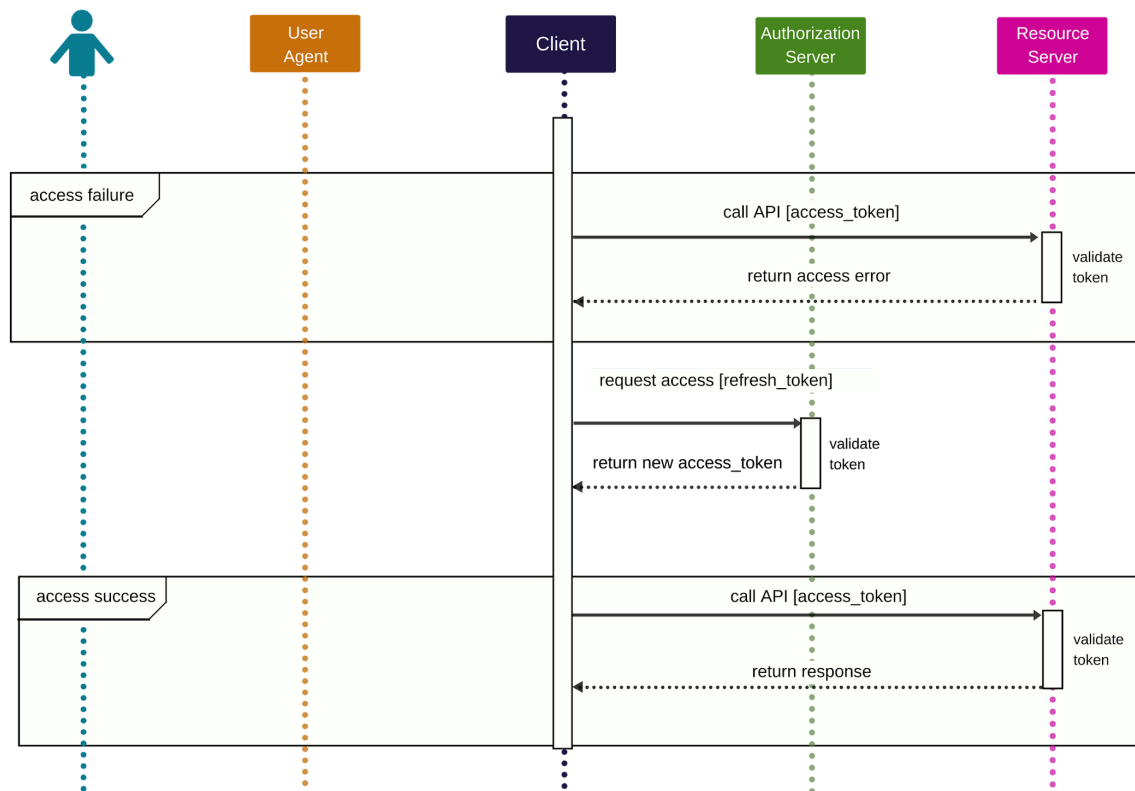 User
Agent
Client
Authorization
Server
Resource
Server
access failure
call API [access_token]
validate
token
return access error
request access [refresh_token]
validate
token
return new access_token
access success
call API [access_token]
validate
token
return response